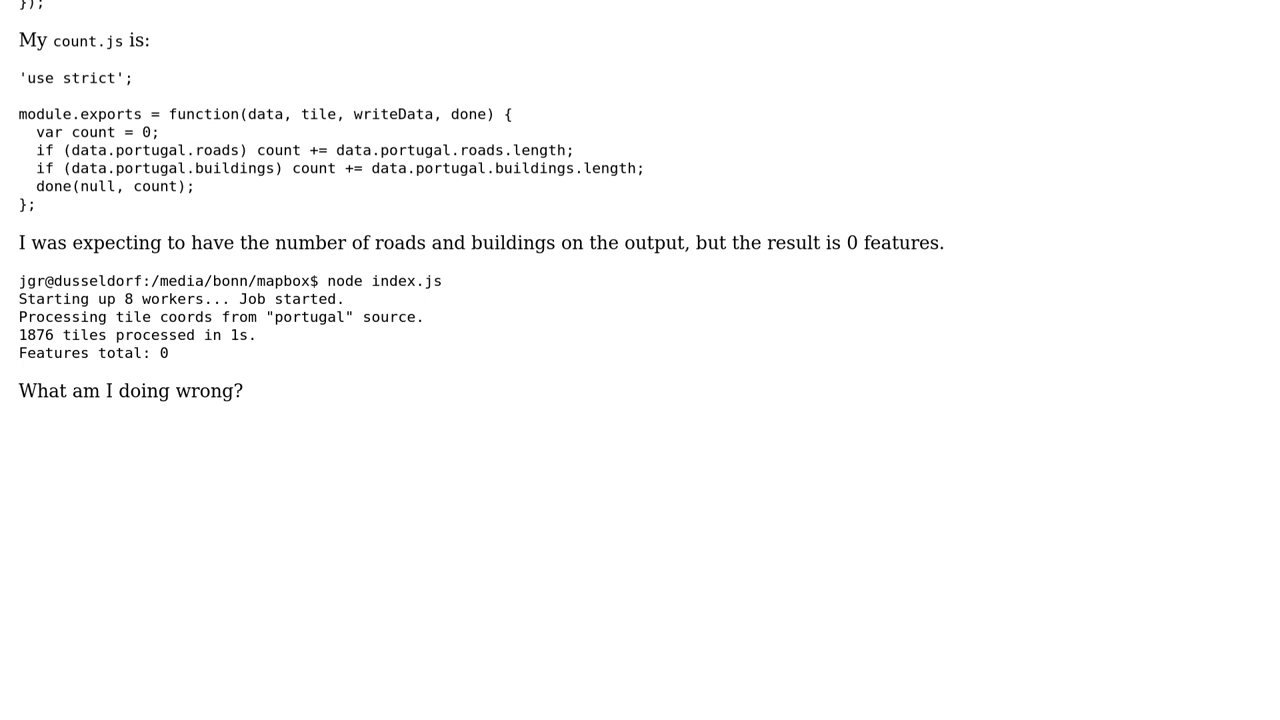 });
My count.js is:
'use strict';
module.exports = function(data, tile, writeData, done) {
  var count = 0;
  if (data.portugal.roads) count += data.portugal.roads.length;
  if (data.portugal.buildings) count += data.portugal.buildings.length;
  done(null, count);
};
I was expecting to have the number of roads and buildings on the output, but the result is 0 features.
jgr@dusseldorf:/media/bonn/mapbox$ node index.js
Starting up 8 workers... Job started.
Processing tile coords from "portugal" source.
1876 tiles processed in 1s.
Features total: 0
What am I doing wrong?